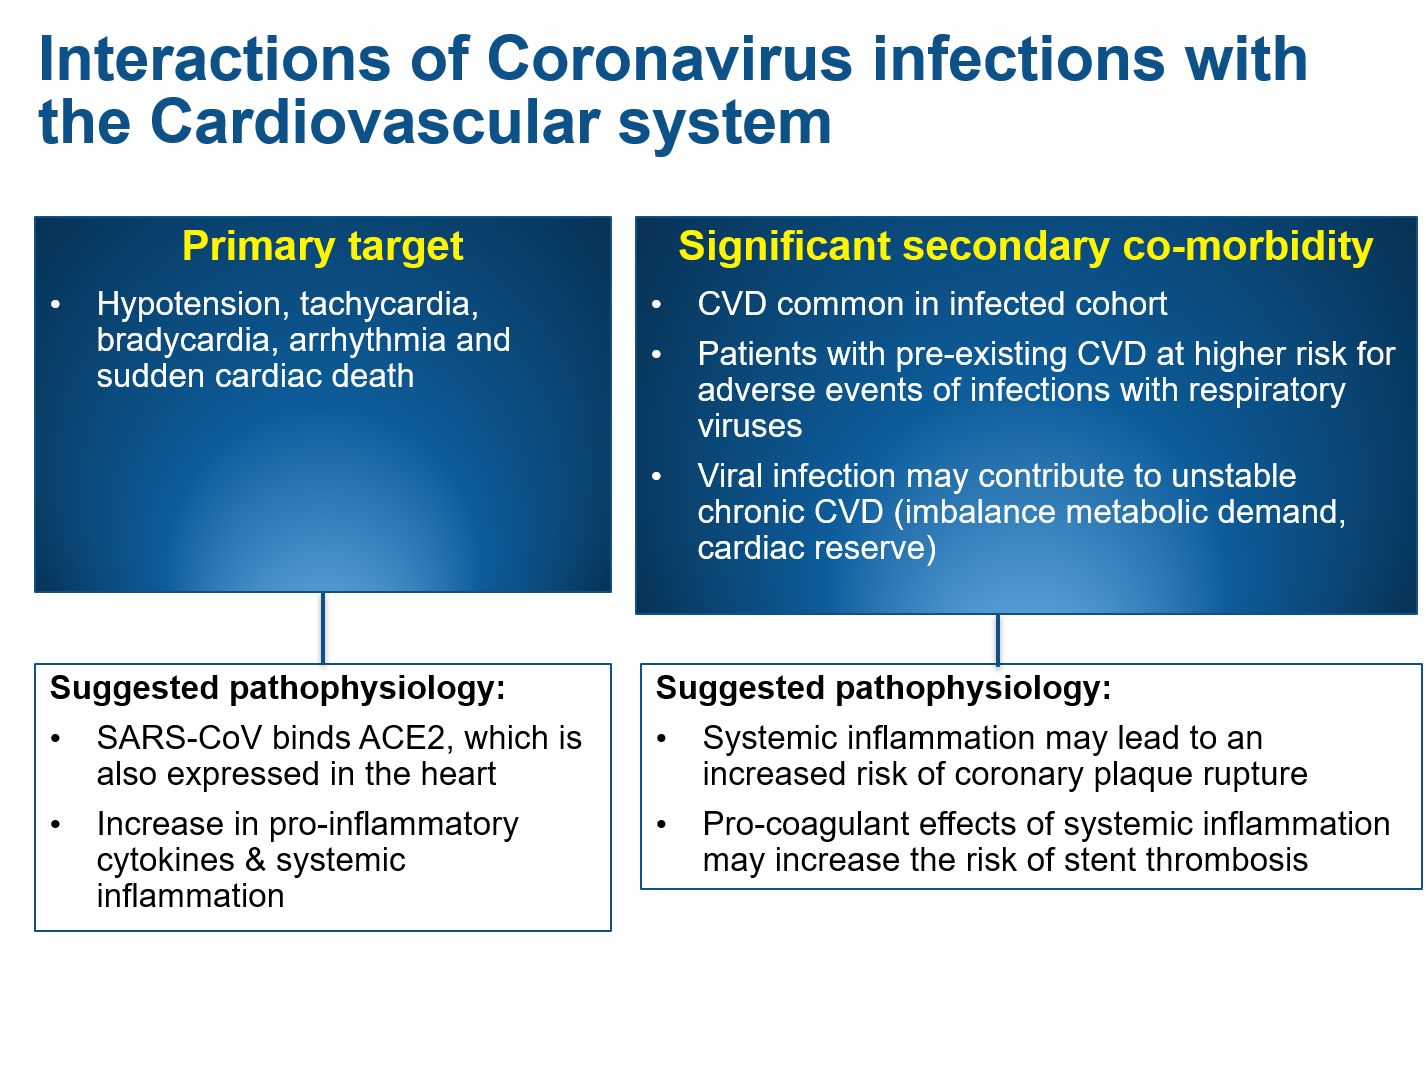 Interactions of Coronavirus infections with
the Cardiovascular system
Primary target
• Hypotension, tachycardia,
bradycardia, arrhythmia and
sudden cardiac death
Significant secondary co-morbidity
• CVD common in infected cohort
• Patients with pre-existing CVD at higher risk for
adverse events of infections with respiratory
viruses
• Viral infection may contribute to unstable
chronic CVD (imbalance metabolic demand,
cardiac reserve)
Suggested pathophysiology:
• SARS-CoV binds ACE2, which is
also expressed in the heart
• Increase in pro-inflammatory
cytokines & systemic
inflammation
Suggested pathophysiology:
• Systemic inflammation may lead to an
increased risk of coronary plaque rupture
• Pro-coagulant effects of systemic inflammation
may increase the risk of stent thrombosis